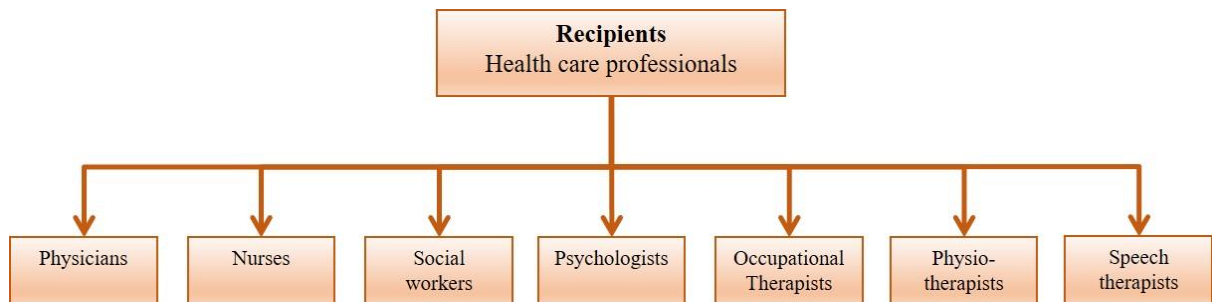 Recipients
Health care professionals
Physicians
Nurses
Social
workers
Psychologists
Occupational
Therapists
Physio-
therapists
Speech
therapists